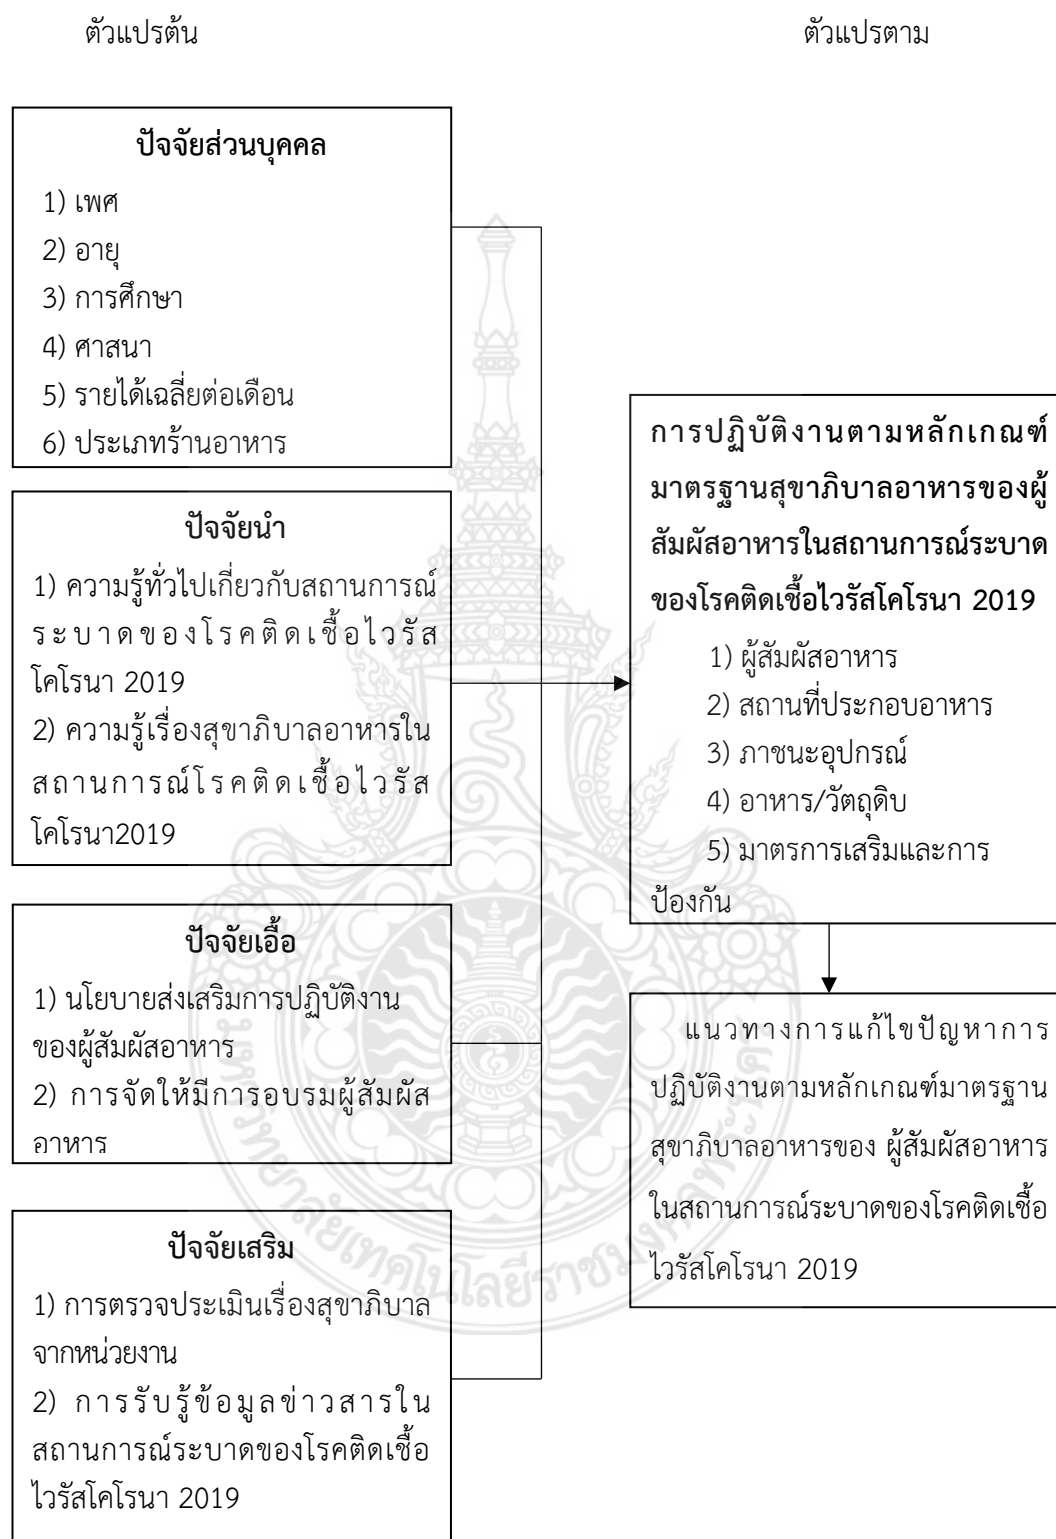 ตัวแปรต้น
ตัวแปรตาม
ปัจจัยส่วนบุคคล
1) เพศ
2) อายุ
3) การศึกษา
4) ศาสนา
5) รายได้เฉลี่ยต่อเดือน
6) ประเภทร้านอาหาร
ปัจจัยนำ
1) ความรู้ทั่วไปเกี่ยวกับสถานการณ์
ระบาดของโรคติดเชื้อไวรัส
โคโรนา 2019
2) ความรู้เรื่องสุขาภิบาลอาหารใน
สถานการณ์โรคติดเชื้อไวรัส
โคโรนา2019
ปัจจัยเอื้อ
1) นโยบายส่งเสริมการปฏิบัติงาน
ของผู้สัมผัสอาหาร
2) การจัดให้มีการอบรมผู้สัมผัส
อาหาร
ปัจจัยเสริม
1) การตรวจประเมินเรื่องสุขาภิบาล
จากหน่วยงาน
2) การรับรู้ข้อมูลข่าวสารใน
สถานการณ์ระบาดของโรคติดเชื้อ
ไวรัสโคโรนา 2019
การปฏิบัติงานตามหลักเกณฑ์
มาตรฐานสุขาภิบาลอาหารของผู้
สัมผัสอาหารในสถานการณ์ระบาด
ของโรคติดเชื้อไวรัสโคโรนา 2019
1) ผู้สัมผัสอาหาร
2) สถานที่ประกอบอาหาร
3) ภาชนะอุปกรณ์
4) อาหาร/วัตถุดิบ
5) มาตรการเสริมและการ
ป้องกัน
แนวทางการแก้ไขปัญหาการ
ปฏิบัติงานตามหลักเกณฑ์มาตรฐาน
สุขาภิบาลอาหารของ ผู้สัมผัสอาหาร
ในสถานการณ์ระบาดของโรคติดเชื้อ
ไวรัสโคโรนา 2019